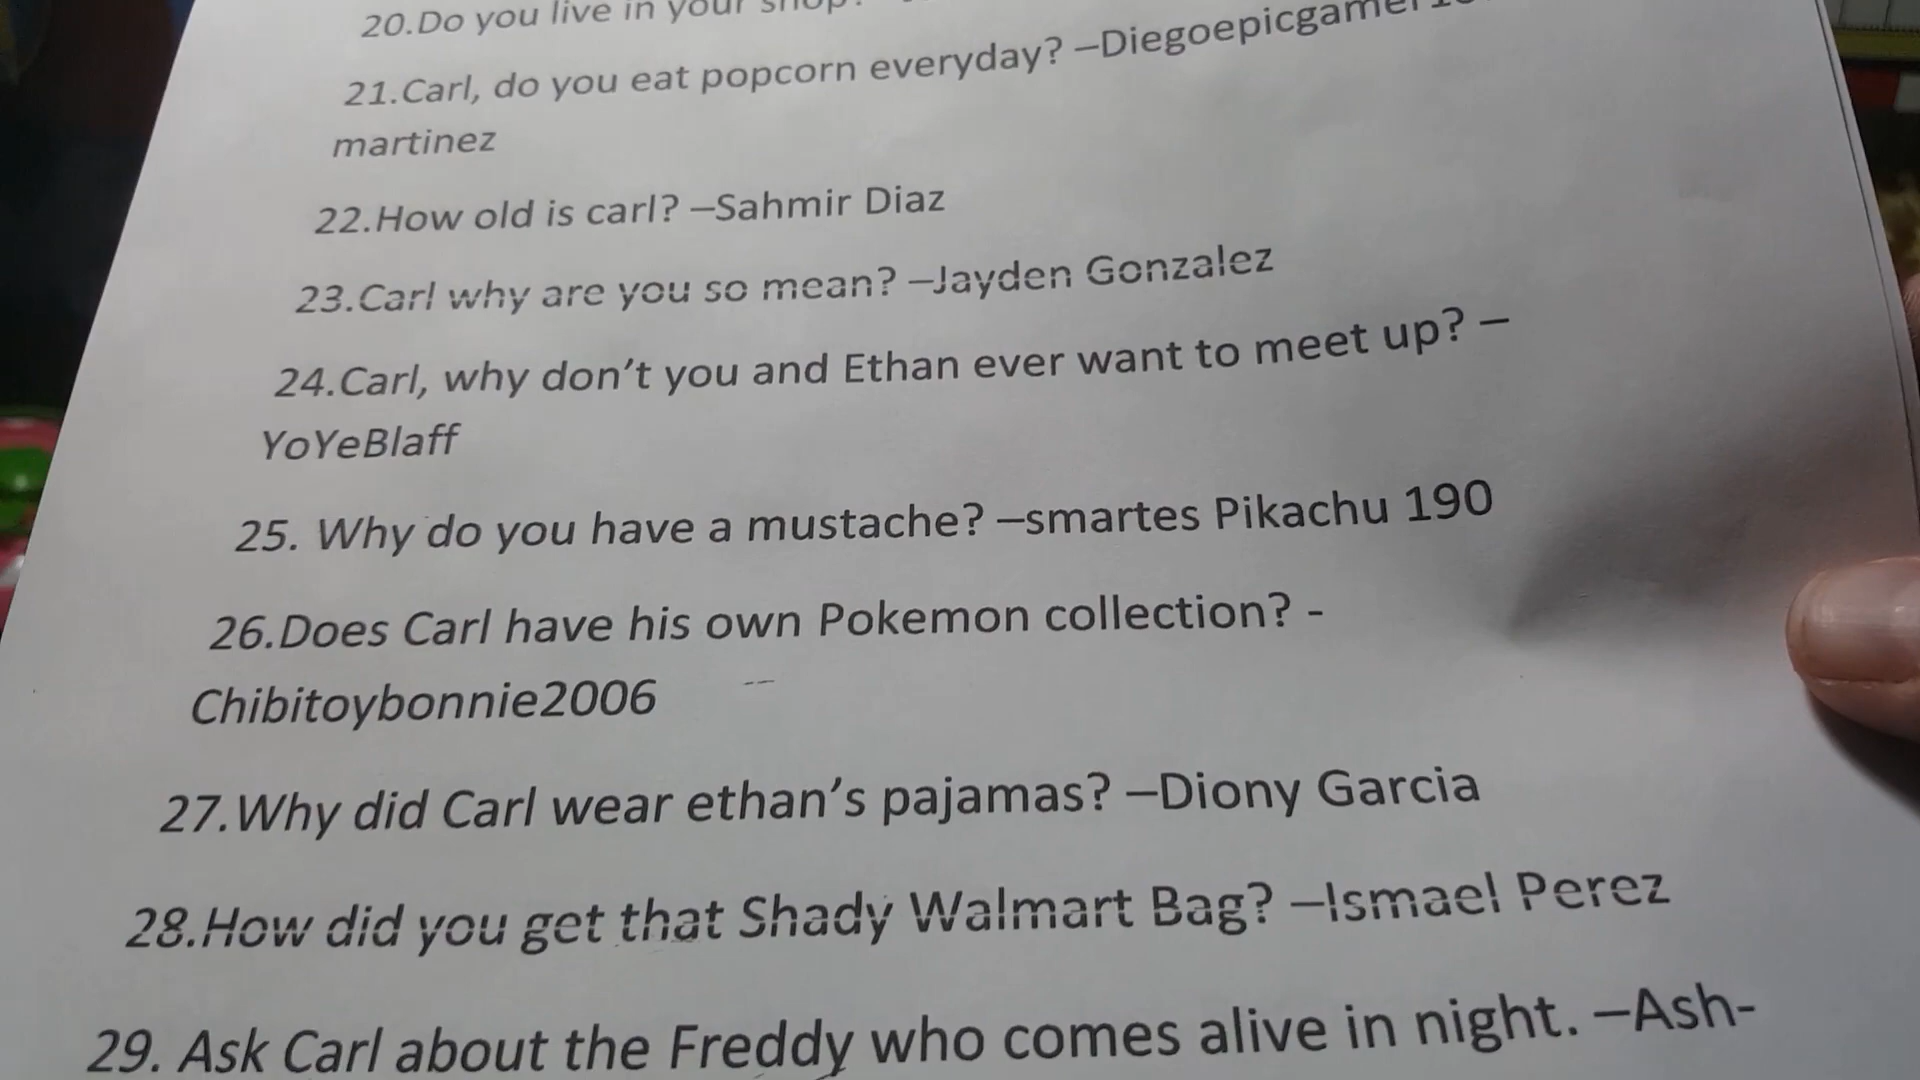 20.Do you live in your shop?
21.Carl, do you eat popcorn everyday? –Diegoepicgamer
martinez
22.How old is carl? –Sahmir Diaz
23.Carl why are you so mean? –Jayden Gonzalez
24.Carl, why don’t you and Ethan ever want to meet up? –
YoYeBlaff
25. Why do you have a mustache? –smartes Pikachu 190
26.Does Carl have his own Pokemon collection? -
Chibitoybonnie2006
27.Why did Carl wear ethan’s pajamas? –Diony Garcia
28.How did you get that Shady Walmart Bag? –Ismael Perez
29. Ask Carl about the Freddy who comes alive in night. –Ash-